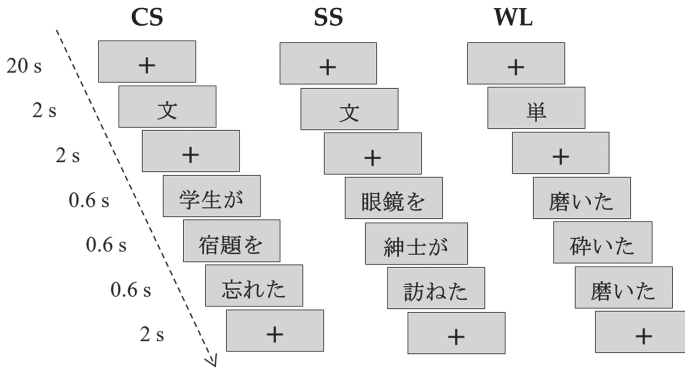 CS SS WL
20 s + + +
2 s 文 文 単
2 s + + +
0.6 s 学生が 眼鏡を 磨いた
0.6 s 宿題を 紳士が 砕いた
0.6 s 忘れた 訪ねた 磨いた
2 s + + +